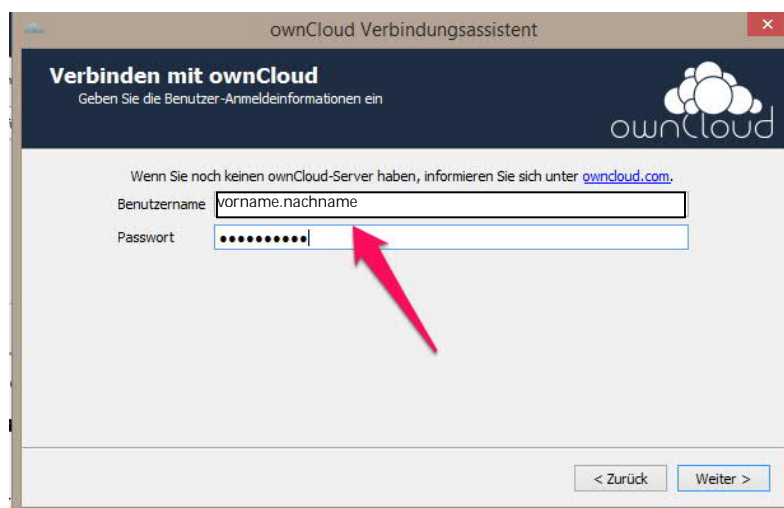 ownCloud Verbindungsassistent
Verbinden mit ownCloud
Geben Sie die Benutzer-Anmeldeinformationen ein
ownCloud
Wenn Sie noch keinen ownCloud-Server haben, informieren Sie sich unter owncloud.com.
Benutzername vorname.nachname
Passwort ●●●●●●●●●●
< Zurück Weiter >